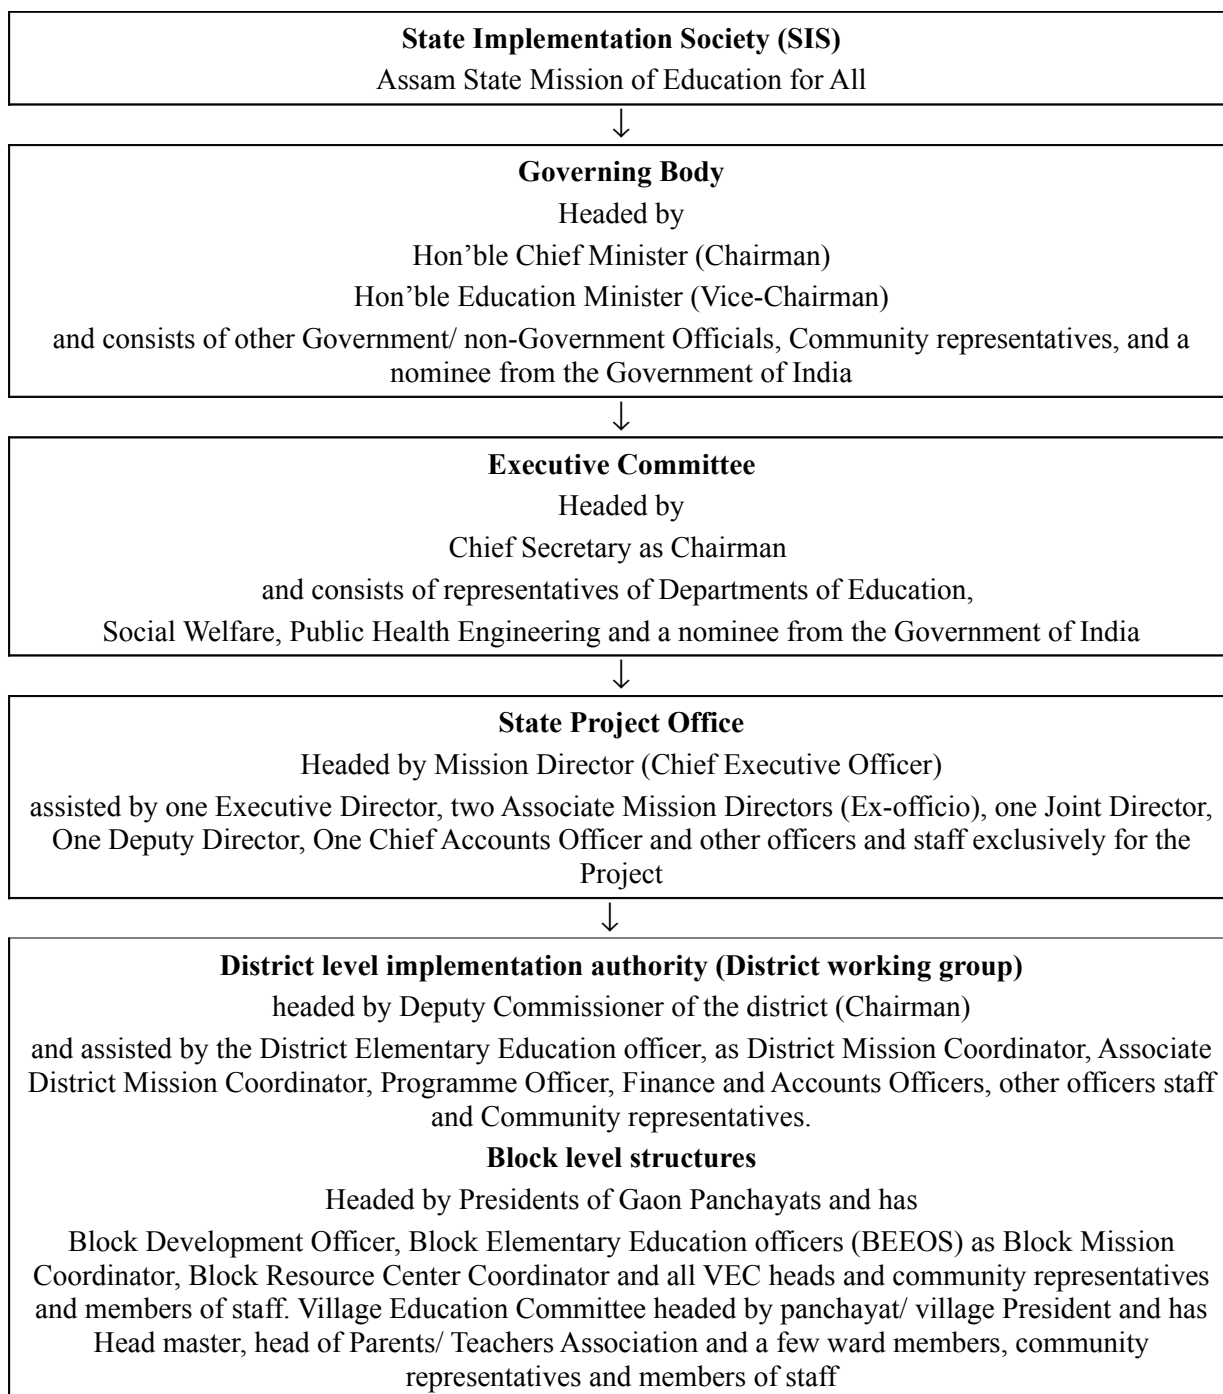 State Implementation Society (SIS)
Assam State Mission of Education for All
↓
Governing Body
Headed by
Hon’ble Chief Minister (Chairman)
Hon’ble Education Minister (Vice-Chairman)
and consists of other Government/ non-Government Officials, Community representatives, and a
nominee from the Government of India
↓
Executive Committee
Headed by
Chief Secretary as Chairman
and consists of representatives of Departments of Education,
Social Welfare, Public Health Engineering and a nominee from the Government of India
↓
State Project Office
Headed by Mission Director (Chief Executive Officer)
assisted by one Executive Director, two Associate Mission Directors (Ex-officio), one Joint Director,
One Deputy Director, One Chief Accounts Officer and other officers and staff exclusively for the
Project
↓
District level implementation authority (District working group)
headed by Deputy Commissioner of the district (Chairman)
and assisted by the District Elementary Education officer, as District Mission Coordinator, Associate
District Mission Coordinator, Programme Officer, Finance and Accounts Officers, other officers staff
and Community representatives.
Block level structures
Headed by Presidents of Gaon Panchayats and has
Block Development Officer, Block Elementary Education officers (BEEOS) as Block Mission
Coordinator, Block Resource Center Coordinator and all VEC heads and community representatives
and members of staff. Village Education Committee headed by panchayat/ village President and has
Head master, head of Parents/ Teachers Association and a few ward members, community
representatives and members of staff